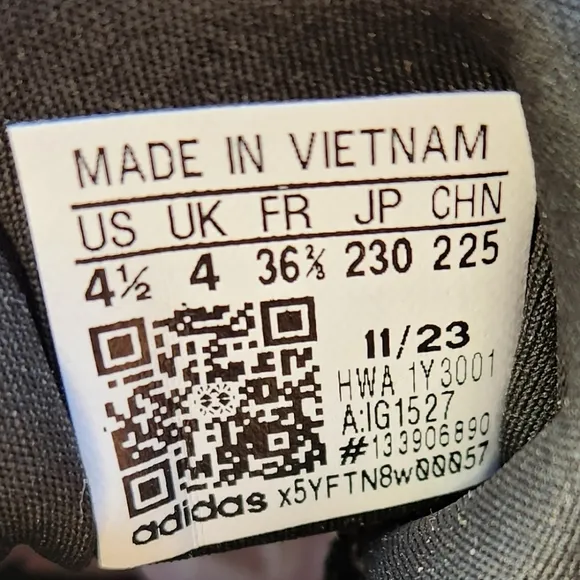 MADE IN VIETNAM
US UK FR JP CHN
4½ 4 36⅔ 230 225
11/23
HWA 1Y3001
A:IG1527
#133906890
adidas x5YFTN8w00057